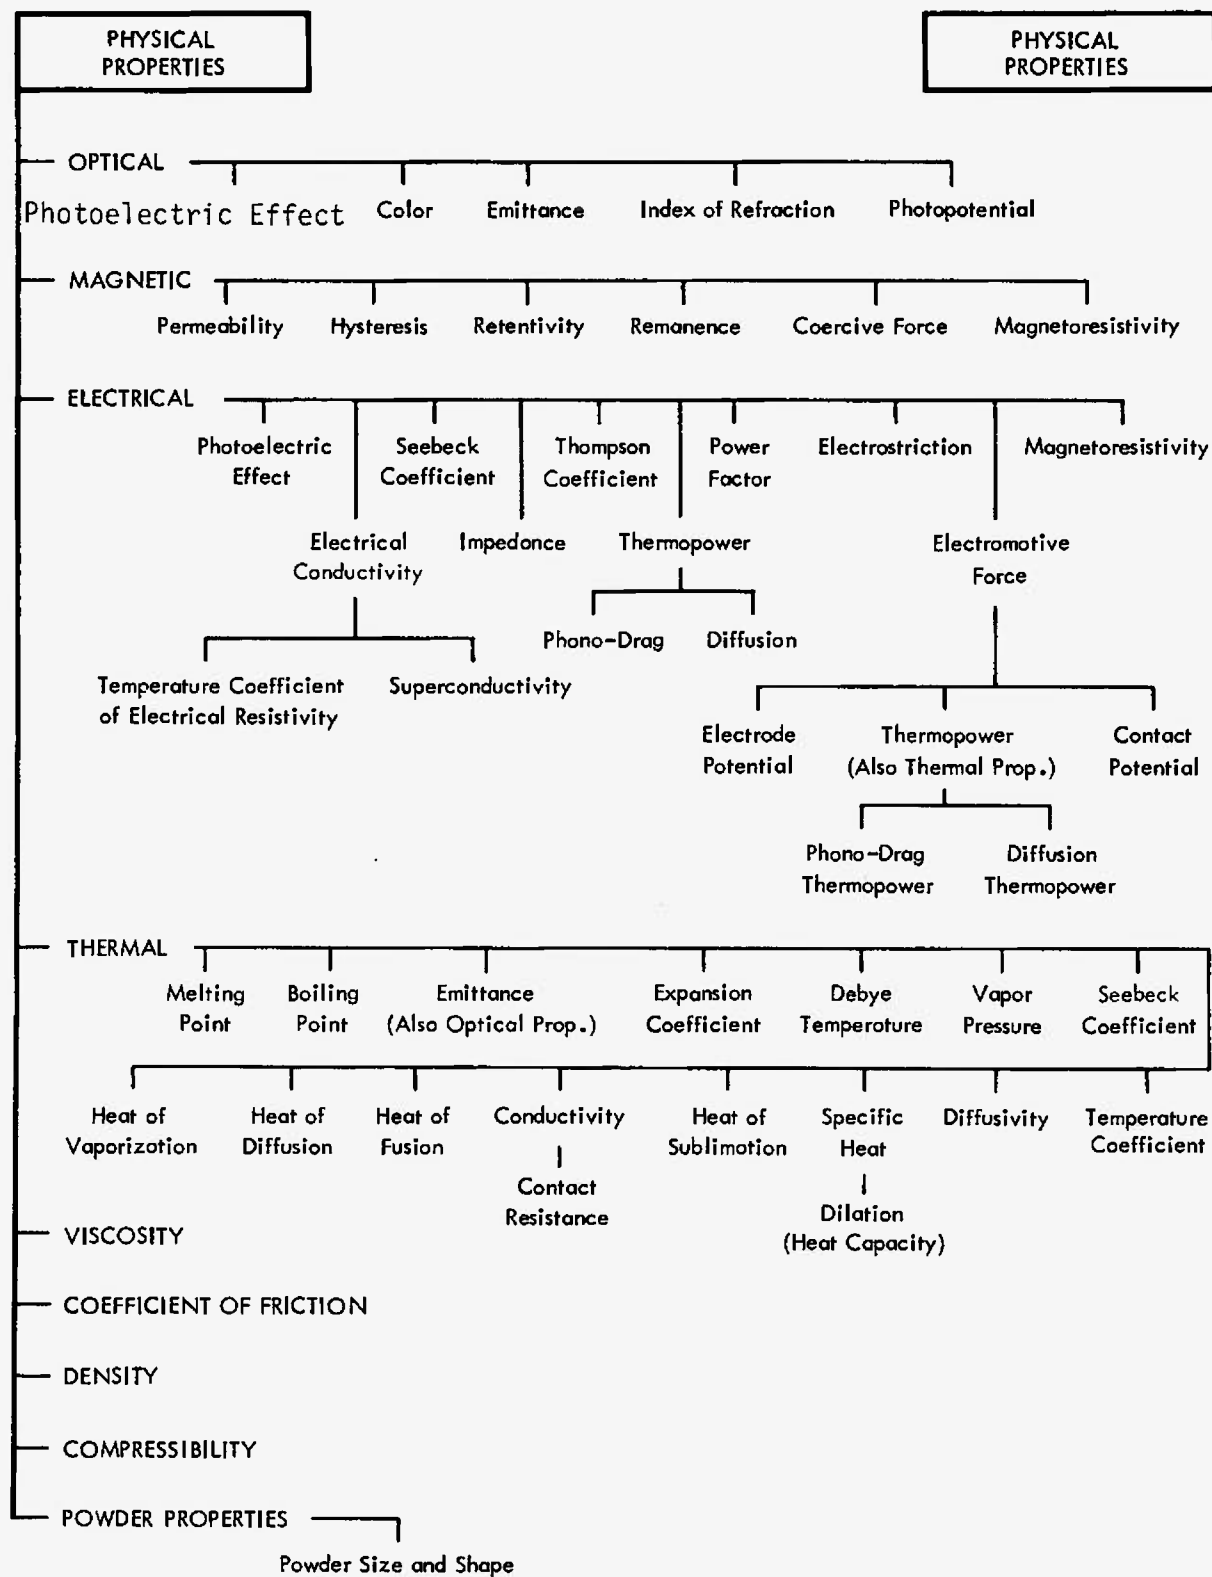 PHYSICAL
PROPERTIES
PHYSICAL
PROPERTIES
OPTICAL
Photoelectric Effect Color Emittance Index of Refraction Photopotential
MAGNETIC
Permeability Hysteresis Retentivity Remanence Coercive Force Magnetoresistivity
ELECTRICAL
Photoelectric
Effect
Seebeck
Coefficient
Thompson
Coefficient
Power
Factor
Electrostriction
Magnetoresistivity
Electrical
Conductivity
Impedance
Thermopower
Electromotive
Force
Phono-Drag
Diffusion
Temperature Coefficient
of Electrical Resistivity
Superconductivity
Electrode
Potential
Thermopower
(Also Thermal Prop.)
Contact
Potential
Phono-Drag
Thermopower
Diffusion
Thermopower
THERMAL
Melting
Point
Boiling
Point
Emittance
(Also Optical Prop.)
Expansion
Coefficient
Debye
Temperature
Vapor
Pressure
Seebeck
Coefficient
Heat of
Vaporization
Heat of
Diffusion
Heat of
Fusion
Conductivity
Heat of
Sublimation
Specific
Heat
Diffusivity
Temperature
Coefficient
Contact
Resistance
Dilation
(Heat Capacity)
VISCOSITY
COEFFICIENT OF FRICTION
DENSITY
COMPRESSIBILITY
POWDER PROPERTIES
Powder Size and Shape